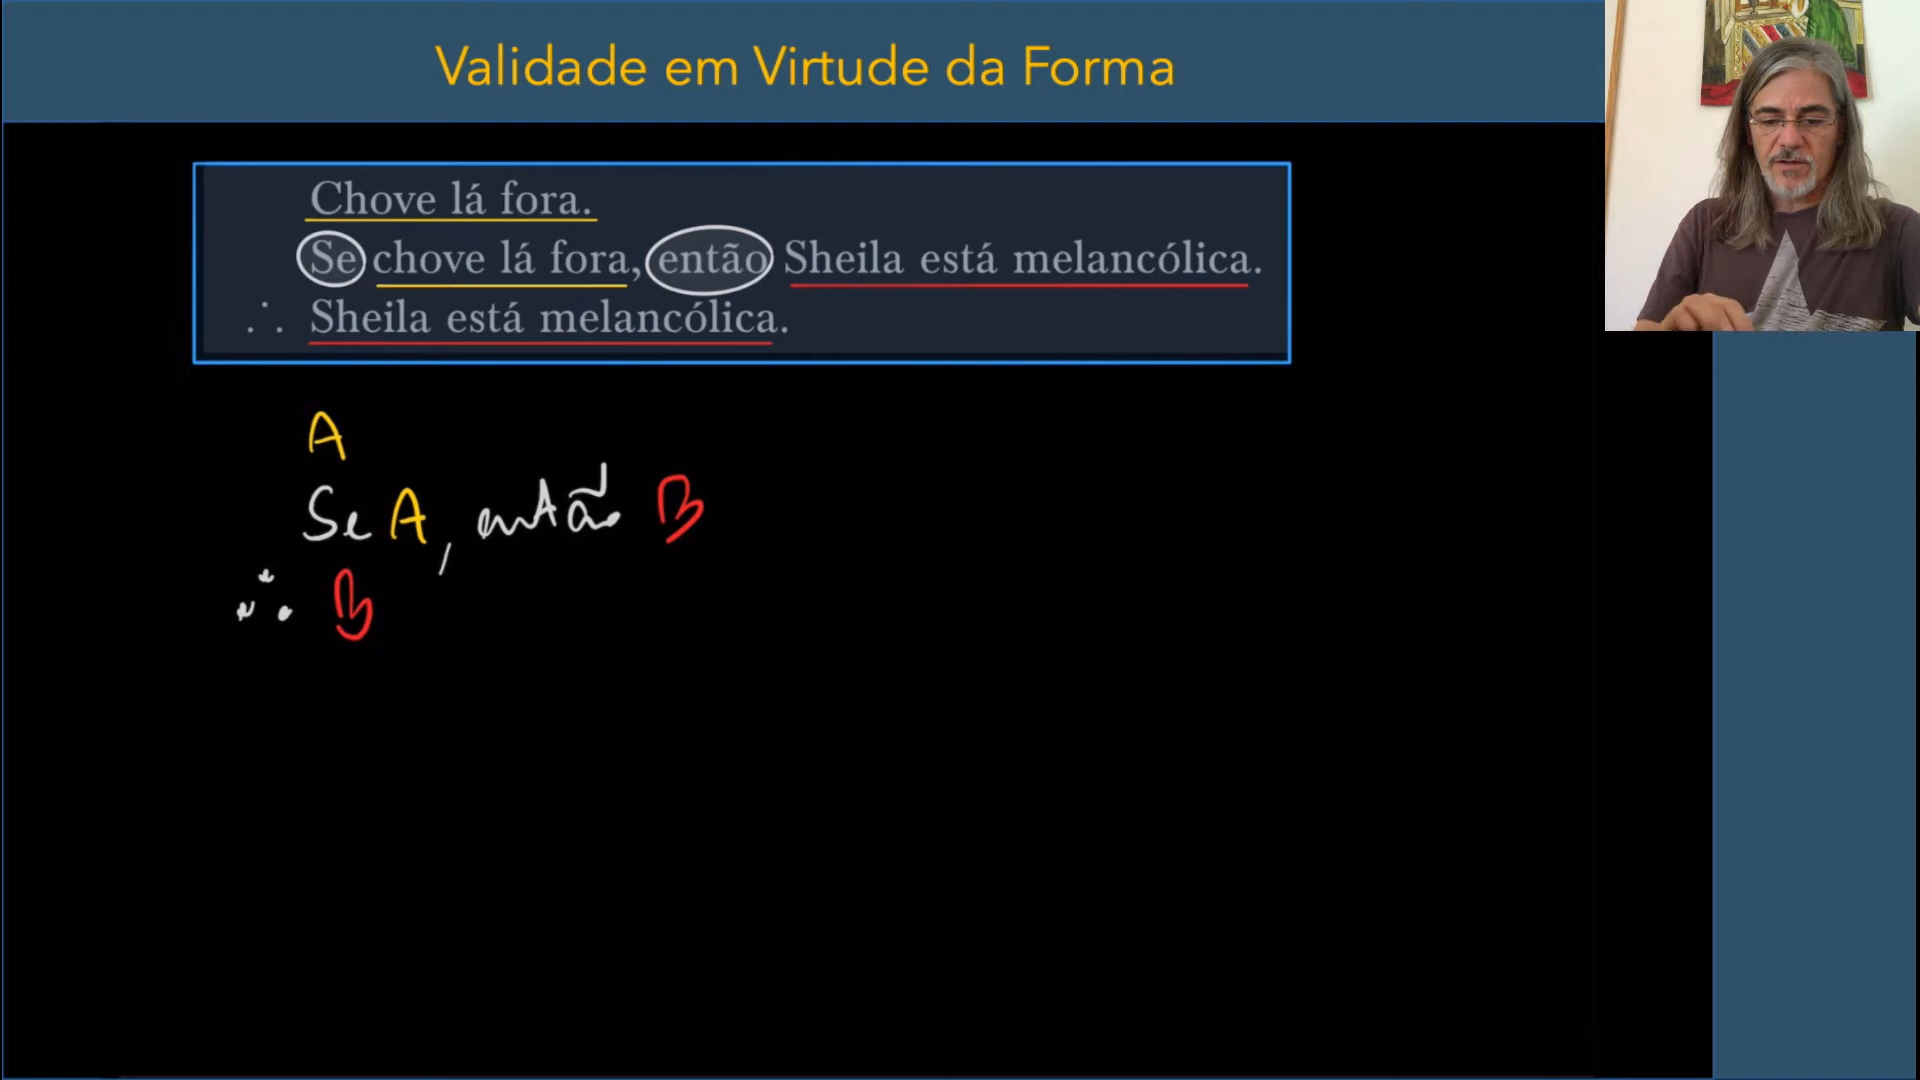 Validade em Virtude da Forma
Chove lá fora.
Se chove lá fora, então Sheila está melancólica.
∴ Sheila está melancólica.
A
Se A, então B
∴ B